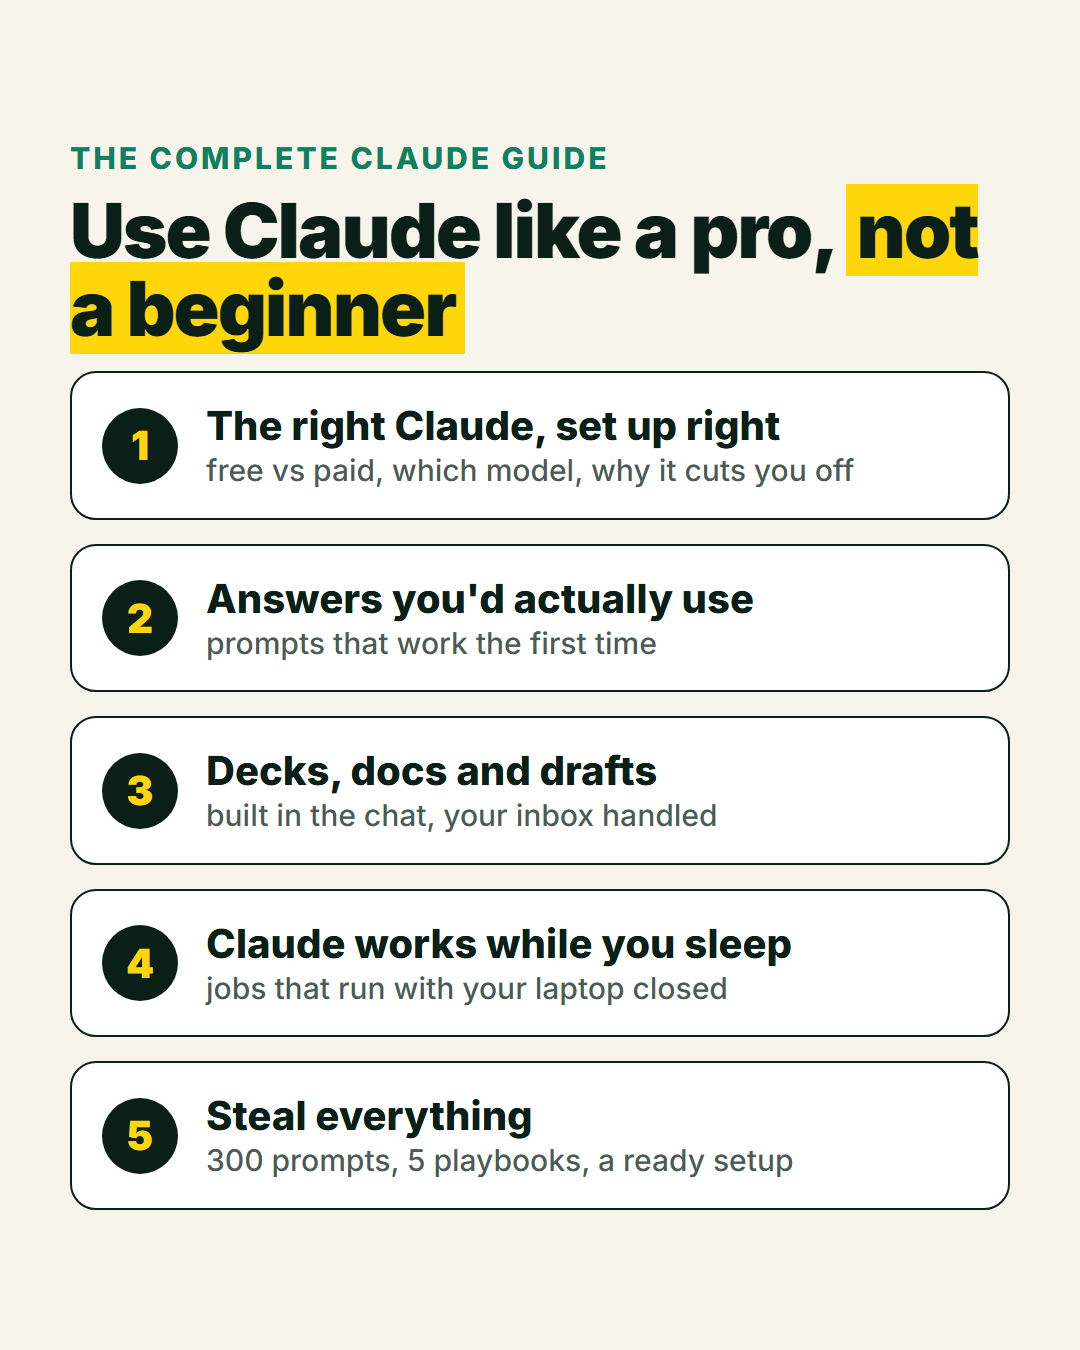 THE COMPLETE CLAUDE GUIDE
Use Claude like a pro, not
a beginner
1
The right Claude, set up right
free vs paid, which model, why it cuts you off
2
Answers you'd actually use
prompts that work the first time
3
Decks, docs and drafts
built in the chat, your inbox handled
4
Claude works while you sleep
jobs that run with your laptop closed
5
Steal everything
300 prompts, 5 playbooks, a ready setup